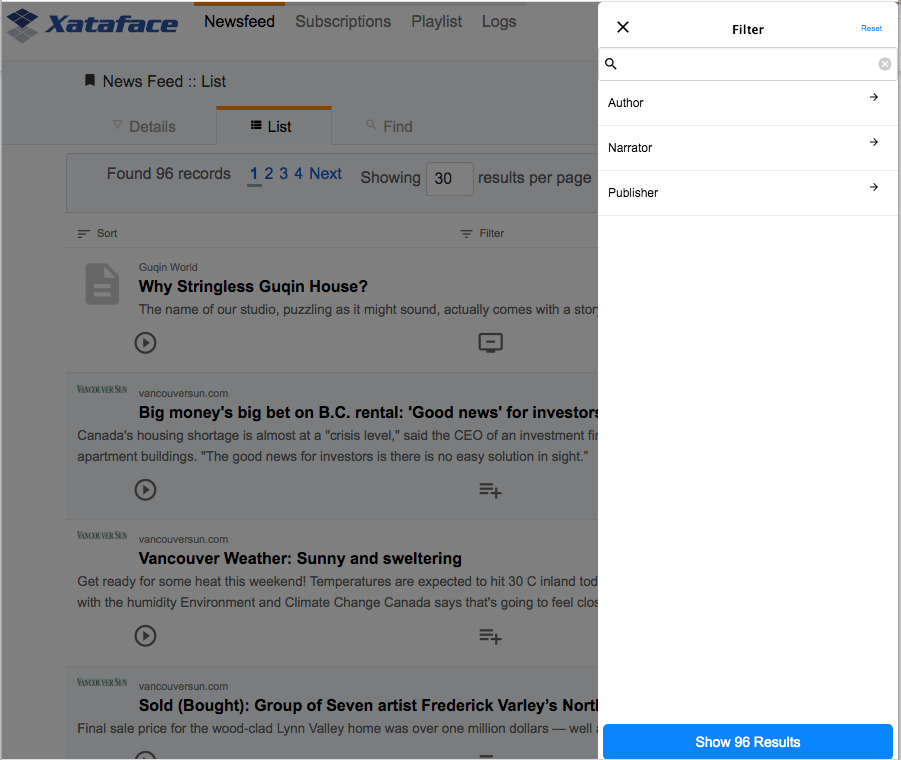 Xataface
Newsfeed Subscriptions Playlist Logs
News Feed :: List
Details List Find
Found 96 records 1 2 3 4 Next Showing 30 results per page
Sort Filter
Guqin World
Why Stringless Guqin House?
The name of our studio, puzzling as it might sound, actually comes with a story
VANCOUVER SUN
vancouversun.com
Big money's big bet on B.C. rental: 'Good news' for investors
Canada's housing shortage is almost at a "crisis level," said the CEO of an investment
apartment buildings. "The good news for investors is there is no easy solution in sight."
VANCOUVER SUN
vancouversun.com
Vancouver Weather: Sunny and sweltering
Get ready for some heat this weekend! Temperatures are expected to hit 30 C inland
with the humidity Environment and Climate Change Canada says that's going to feel
VANCOUVER SUN
vancouversun.com
Sold (Bought): Group of Seven artist Frederick Varley's
Final sale price for the wood-clad Lynn Valley home was over one million dollars — well
Filter
Reset
Author
Narrator
Publisher
Show 96 Results